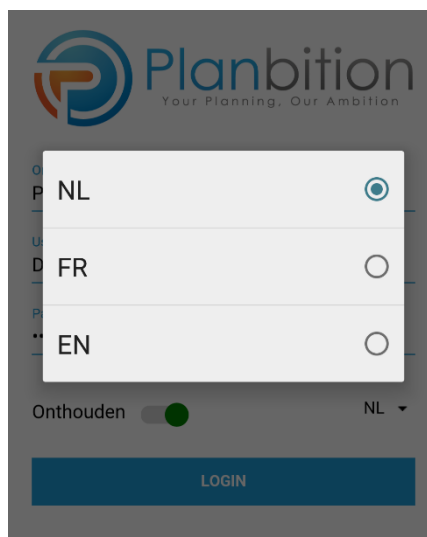 Planbition
Your Planning, Our Ambition
NL
FR
EN
Onthouden
NL
LOGIN